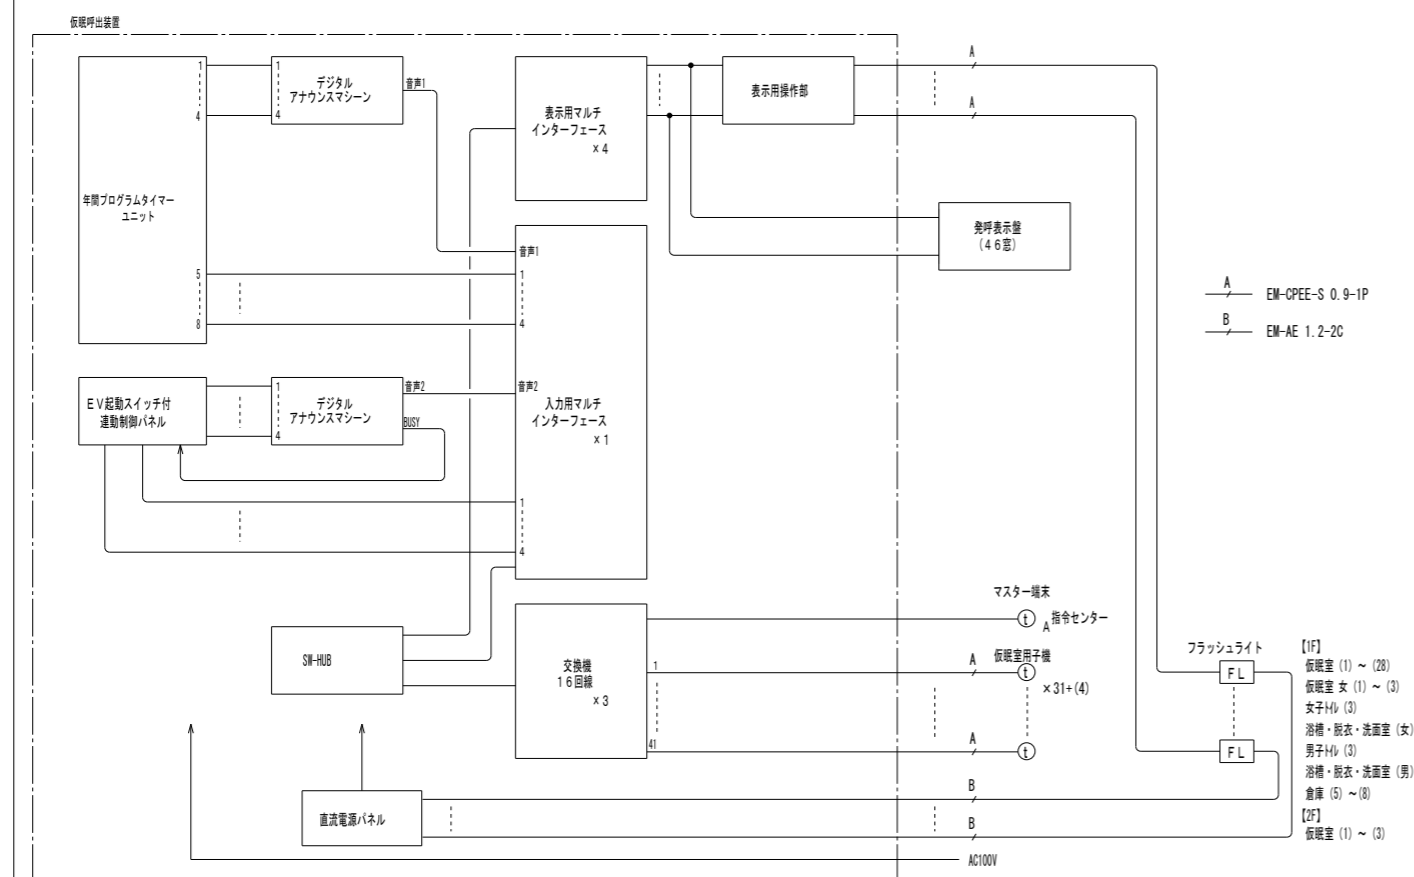 仮眠呼出装置
年間プログラムタイマー
ユニット
1
4
5
8
1
4
デジタル
アナウンスマシーン
音声1
表示用マルチ
インターフェース
×4
表示用操作部
A
A
発呼表示盤
(46窓)
A
EM-CPEE-S 0.9-1P
B
EM-AE 1.2-2C
音声1
1
4
音声2
入力用マルチ
インターフェース
×1
1
4
EV起動スイッチ付
連動制御パネル
1
4
デジタル
アナウンスマシーン
音声2
BUSY
SW-HUB
交換機
16回線
×3
1
41
マスター端末
t
A
指令センター
A
仮眠室用子機
t
×31+(4)
A
t
フラッシュライト
FL
FL
【1F】
仮眠室 (1) ～ (28)
仮眠室 女 (1) ～ (3)
女子トイレ (3)
浴槽・脱衣・洗面室 (女)
男子トイレ (3)
浴槽・脱衣・洗面室 (男)
倉庫 (5) ～(8)
【2F】
仮眠室 (1) ～ (3)
直流電源パネル
B
B
AC100V